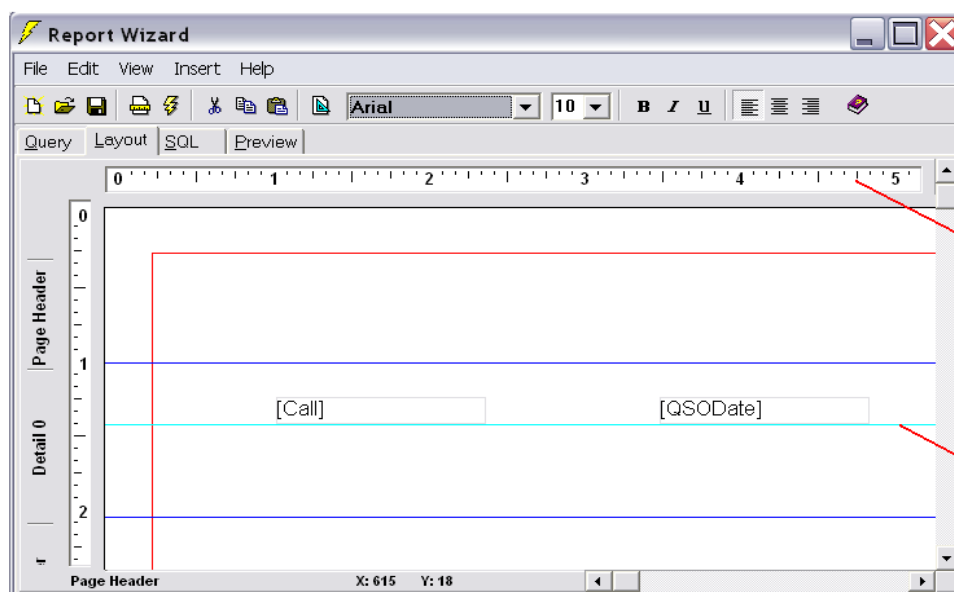 Report Wizard
File Edit View Insert Help
Arial 10 B I U
Query Layout SQL Preview
0 1 2 3 4 5
0
Page Header
1
[Call] [QSODate]
Detail 0
2
Page Header X: 615 Y: 18